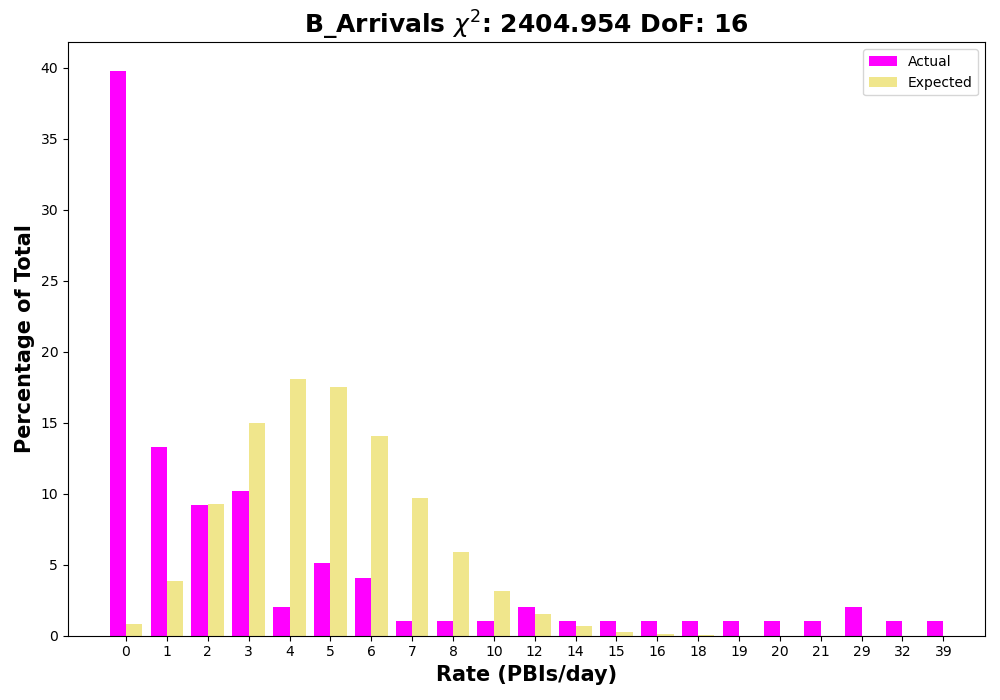 B_Arrivals χ²: 2404.954 DoF: 16
Actual
Expected
Percentage of Total
40
35
30
25
20
15
10
5
0
0 1 2 3 4 5 6 7 8 10 12 14 15 16 18 19 20 21 29 32 39
Rate (PBIs/day)